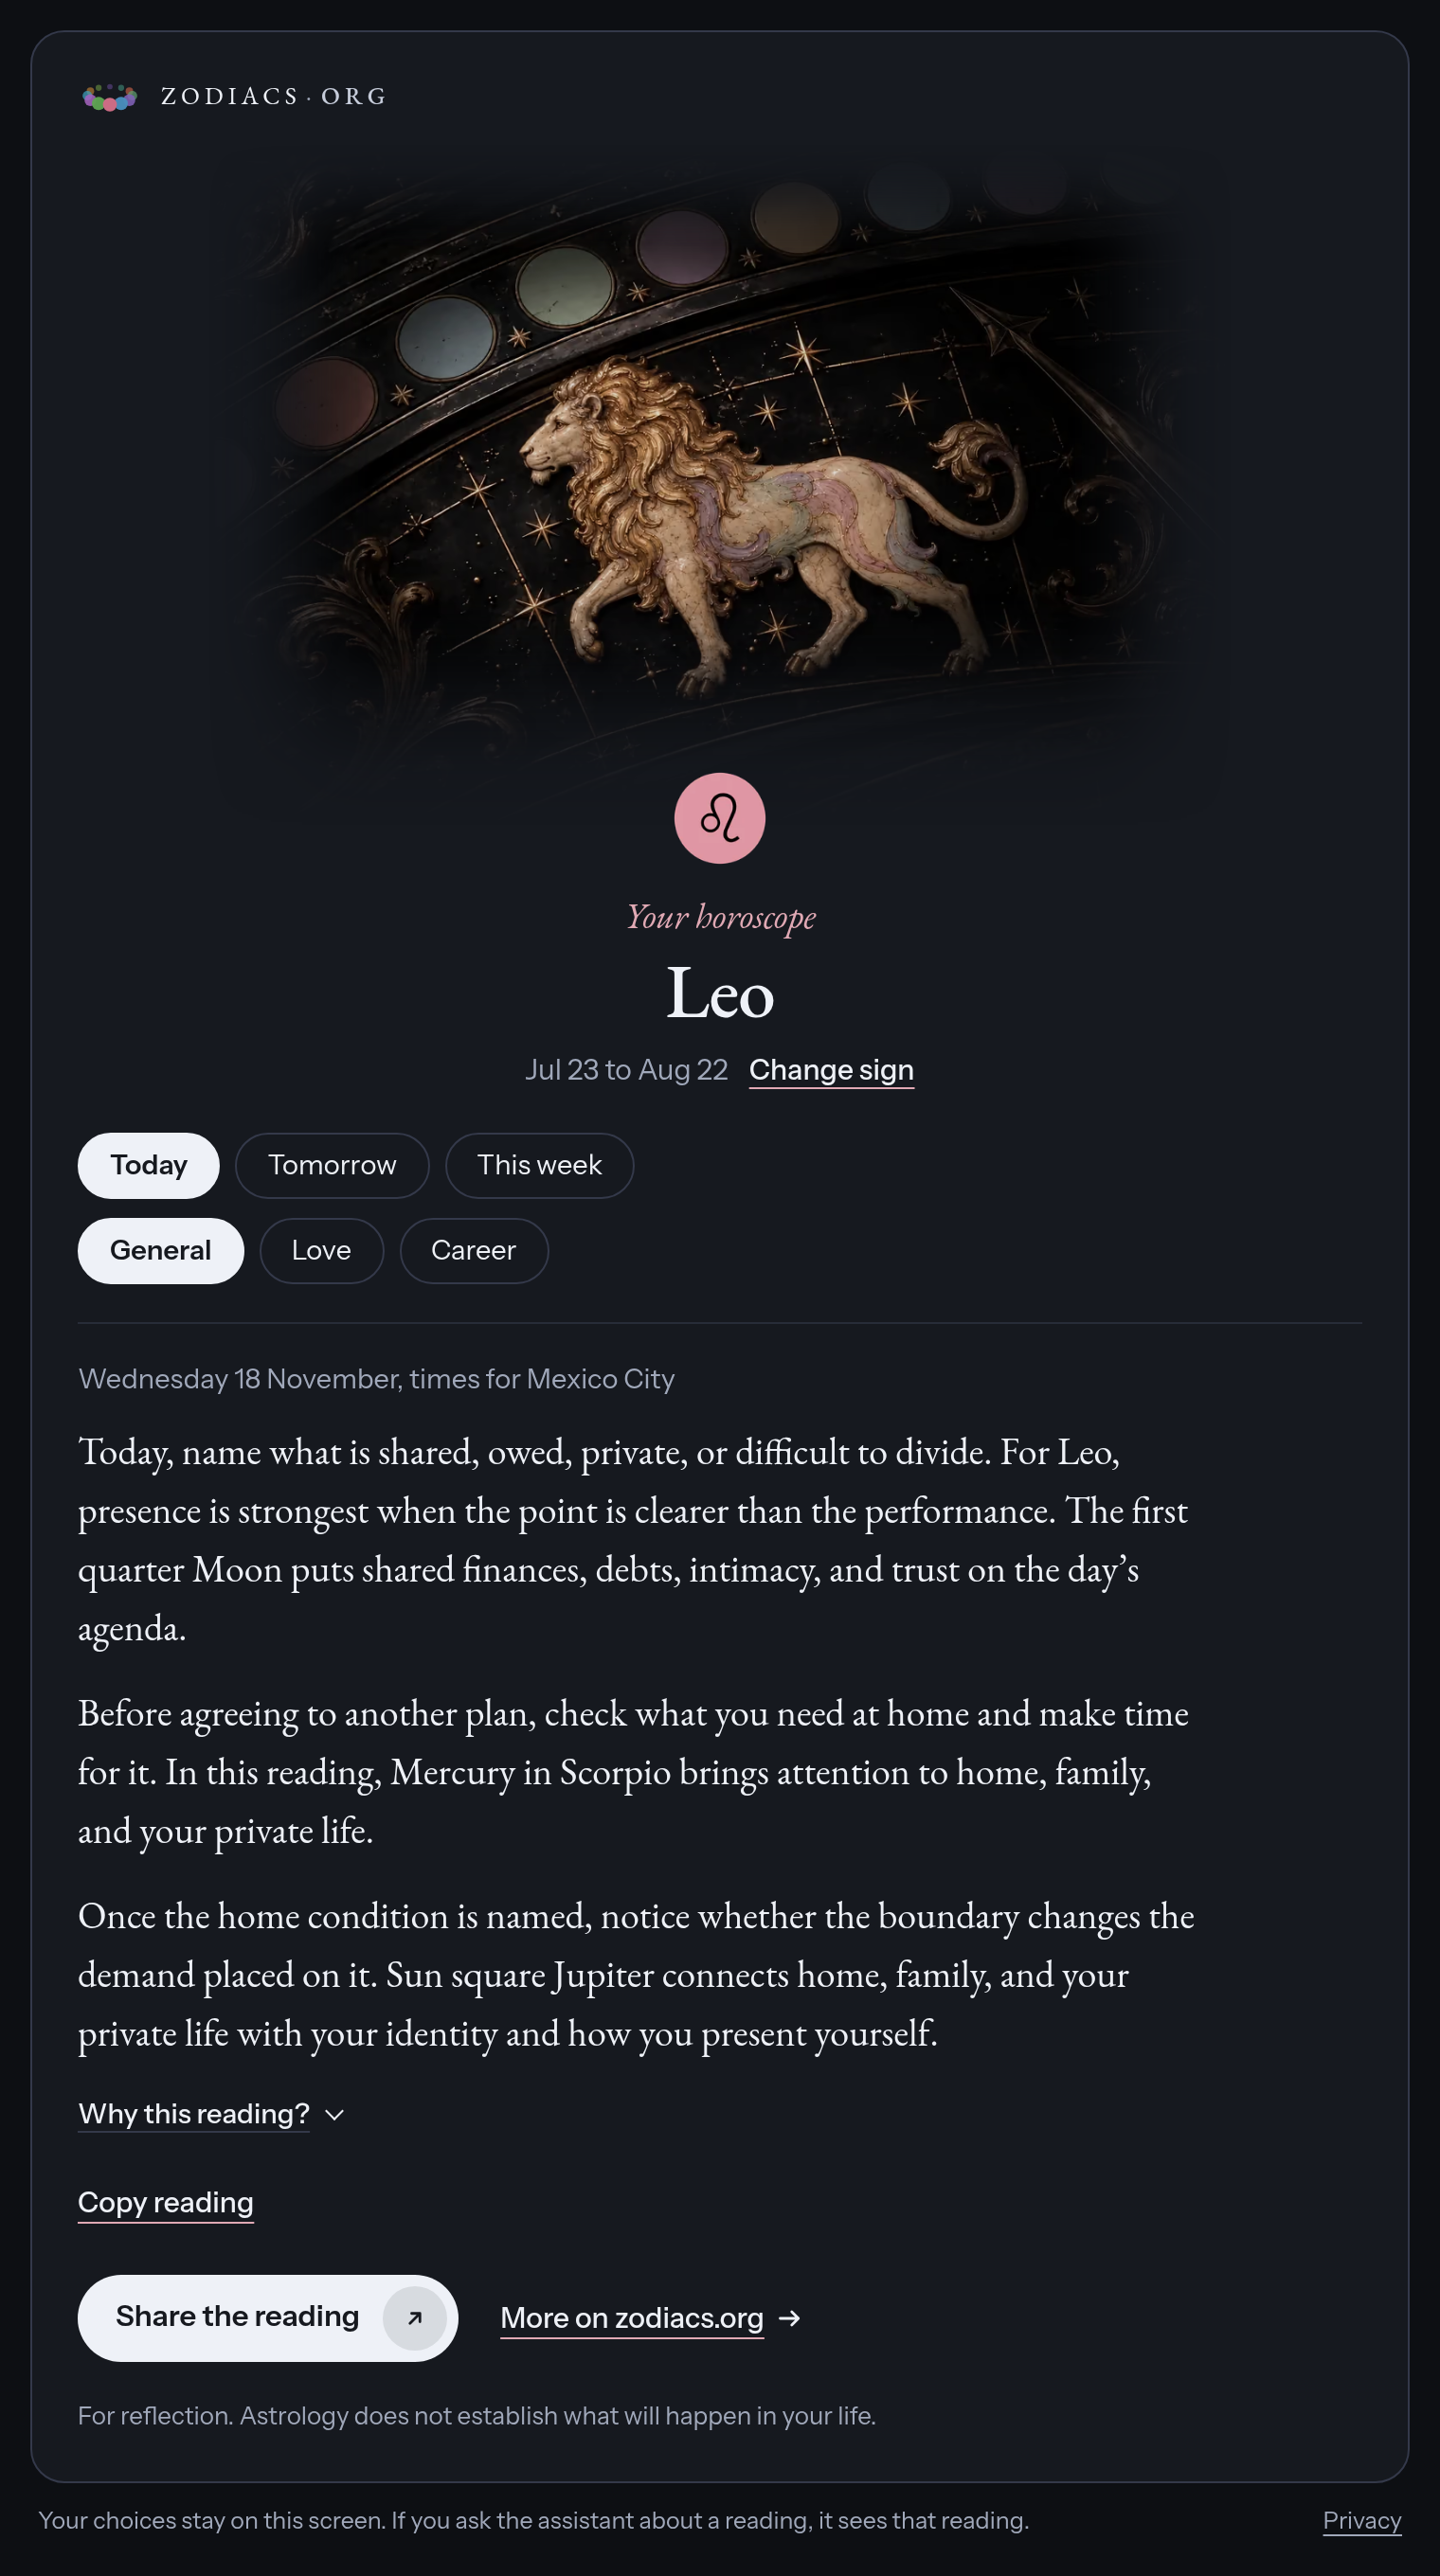 ZODIACS · ORG
Your horoscope
Leo
Jul 23 to Aug 22 Change sign
Today Tomorrow This week
General Love Career
Wednesday 18 November, times for Mexico City
Today, name what is shared, owed, private, or difficult to divide. For Leo,
presence is strongest when the point is clearer than the performance. The first
quarter Moon puts shared finances, debts, intimacy, and trust on the day’s
agenda.
Before agreeing to another plan, check what you need at home and make time
for it. In this reading, Mercury in Scorpio brings attention to home, family,
and your private life.
Once the home condition is named, notice whether the boundary changes the
demand placed on it. Sun square Jupiter connects home, family, and your
private life with your identity and how you present yourself.
Why this reading?
Copy reading
Share the reading More on zodiacs.org →
For reflection. Astrology does not establish what will happen in your life.
Your choices stay on this screen. If you ask the assistant about a reading, it sees that reading. Privacy